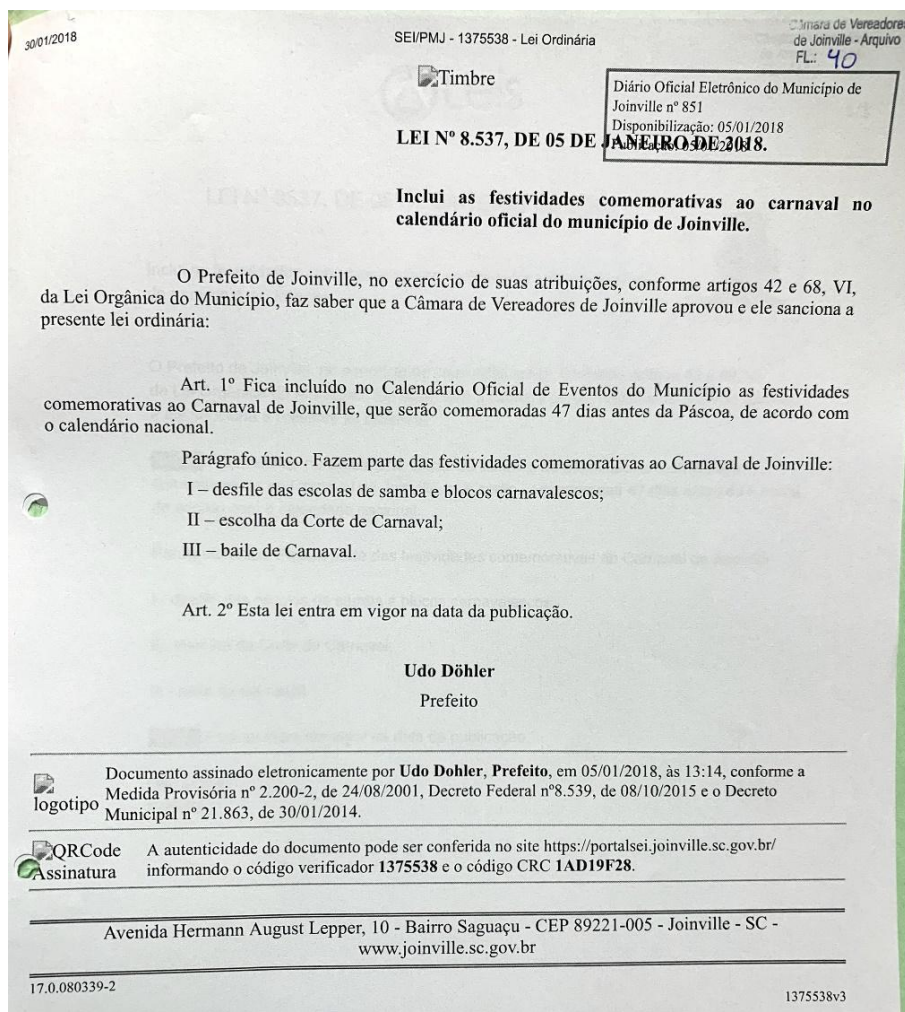 30/01/2018
SEI/PMJ - 1375538 - Lei Ordinária
Câmara de Vereadores
de Joinville - Arquivo
FL.: 40
Timbre
Diário Oficial Eletrônico do Município de
Joinville nº 851
Disponibilização: 05/01/2018
Publicação: 05/01/2018
LEI Nº 8.537, DE 05 DE JANEIRO DE 2018.
Inclui as festividades comemorativas ao carnaval no
calendário oficial do município de Joinville.
O Prefeito de Joinville, no exercício de suas atribuições, conforme artigos 42 e 68, VI,
da Lei Orgânica do Município, faz saber que a Câmara de Vereadores de Joinville aprovou e ele sanciona a
presente lei ordinária:
Art. 1º Fica incluído no Calendário Oficial de Eventos do Município as festividades
comemorativas ao Carnaval de Joinville, que serão comemoradas 47 dias antes da Páscoa, de acordo com
o calendário nacional.
Parágrafo único. Fazem parte das festividades comemorativas ao Carnaval de Joinville:
I – desfile das escolas de samba e blocos carnavalescos;
II – escolha da Corte de Carnaval;
III – baile de Carnaval.
Art. 2º Esta lei entra em vigor na data da publicação.
Udo Döhler
Prefeito
logotipo
Documento assinado eletronicamente por Udo Dohler, Prefeito, em 05/01/2018, às 13:14, conforme a
Medida Provisória nº 2.200-2, de 24/08/2001, Decreto Federal nº8.539, de 08/10/2015 e o Decreto
Municipal nº 21.863, de 30/01/2014.
QRCode
Assinatura
A autenticidade do documento pode ser conferida no site https://portalsei.joinville.sc.gov.br/
informando o código verificador 1375538 e o código CRC 1AD19F28.
Avenida Hermann August Lepper, 10 - Bairro Saguaçu - CEP 89221-005 - Joinville - SC -
www.joinville.sc.gov.br
17.0.080339-2
1375538v3